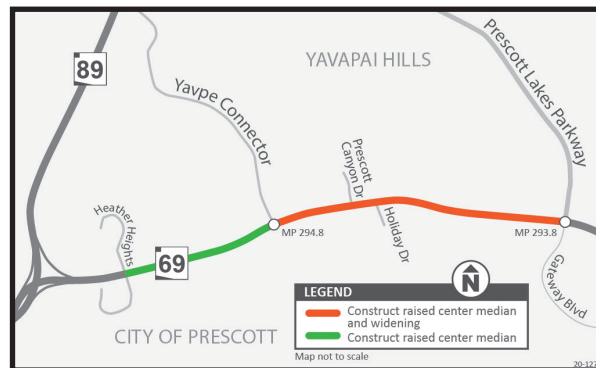 89
YAVAPAI HILLS
Prescott Lakes Parkway
Yavpe Connector
Prescott
Canyon Dr
Heather Heights
Holiday Dr
MP 294.8
MP 293.8
69
Gateway Blvd
N
LEGEND
Construct raised center median
and widening
Construct raised center median
CITY OF PRESCOTT
Map not to scale
20-127